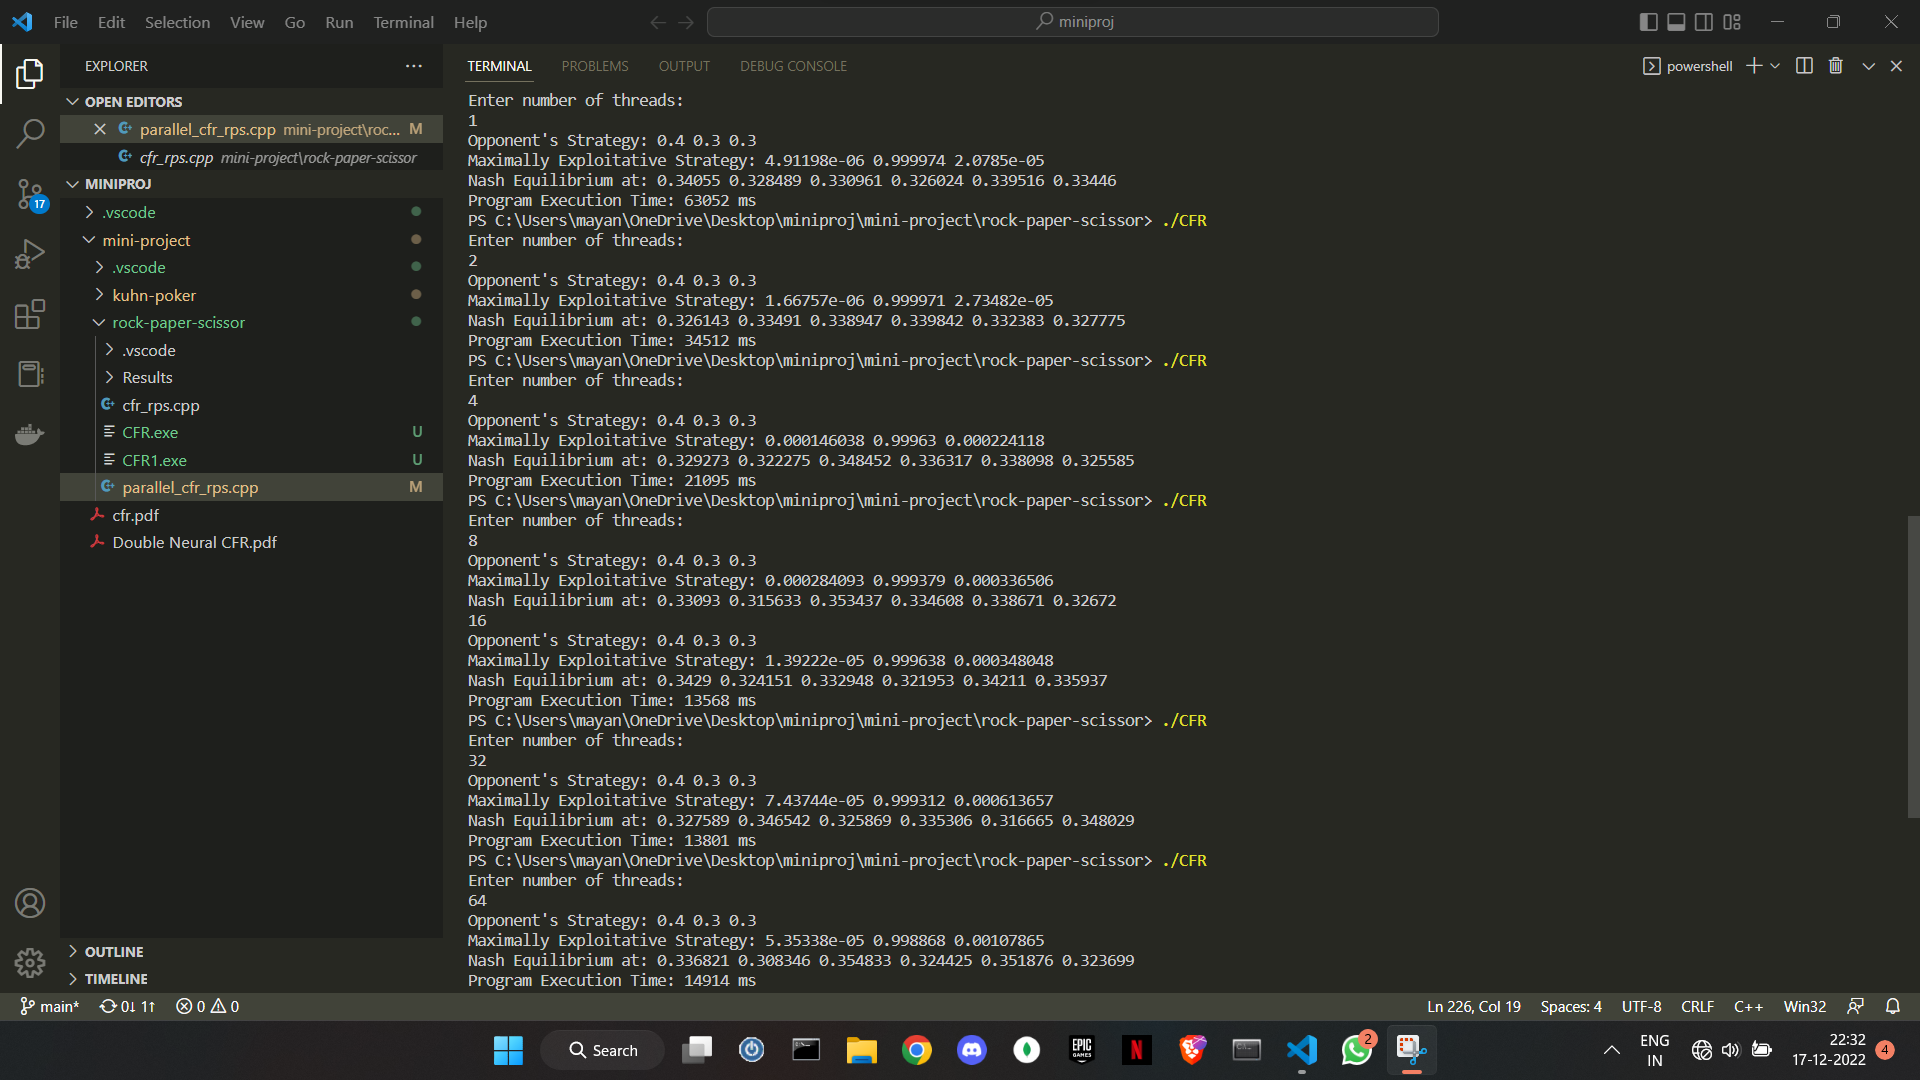 File Edit Selection View Go Run Terminal Help
miniproj
EXPLORER
OPEN EDITORS
parallel_cfr_rps.cpp mini-project\roc... M
cfr_rps.cpp mini-project\rock-paper-scissor
MINIPROJ
.vscode
mini-project
.vscode
kuhn-poker
rock-paper-scissor
.vscode
Results
cfr_rps.cpp
CFR.exe U
CFR1.exe U
parallel_cfr_rps.cpp M
cfr.pdf
Double Neural CFR.pdf
OUTLINE
TIMELINE
17
TERMINAL PROBLEMS OUTPUT DEBUG CONSOLE
powershell
Enter number of threads:
1
Opponent's Strategy: 0.4 0.3 0.3
Maximally Exploitative Strategy: 4.91198e-06 0.999974 2.0785e-05
Nash Equilibrium at: 0.34055 0.328489 0.330961 0.326024 0.339516 0.33446
Program Execution Time: 63052 ms
PS C:\Users\mayan\OneDrive\Desktop\miniproj\mini-project\rock-paper-scissor> ./CFR
Enter number of threads:
2
Opponent's Strategy: 0.4 0.3 0.3
Maximally Exploitative Strategy: 1.66757e-06 0.999971 2.73482e-05
Nash Equilibrium at: 0.326143 0.33491 0.338947 0.339842 0.332383 0.327775
Program Execution Time: 34512 ms
PS C:\Users\mayan\OneDrive\Desktop\miniproj\mini-project\rock-paper-scissor> ./CFR
Enter number of threads:
4
Opponent's Strategy: 0.4 0.3 0.3
Maximally Exploitative Strategy: 0.000146038 0.99963 0.000224118
Nash Equilibrium at: 0.329273 0.322275 0.348452 0.336317 0.338098 0.325585
Program Execution Time: 21095 ms
PS C:\Users\mayan\OneDrive\Desktop\miniproj\mini-project\rock-paper-scissor> ./CFR
Enter number of threads:
8
Opponent's Strategy: 0.4 0.3 0.3
Maximally Exploitative Strategy: 0.000284093 0.999379 0.000336506
Nash Equilibrium at: 0.33093 0.315633 0.353437 0.334608 0.338671 0.32672
16
Opponent's Strategy: 0.4 0.3 0.3
Maximally Exploitative Strategy: 1.39222e-05 0.999638 0.000348048
Nash Equilibrium at: 0.3429 0.324151 0.332948 0.321953 0.34211 0.335937
Program Execution Time: 13568 ms
PS C:\Users\mayan\OneDrive\Desktop\miniproj\mini-project\rock-paper-scissor> ./CFR
Enter number of threads:
32
Opponent's Strategy: 0.4 0.3 0.3
Maximally Exploitative Strategy: 7.43744e-05 0.999312 0.000613657
Nash Equilibrium at: 0.327589 0.346542 0.325869 0.335306 0.316665 0.348029
Program Execution Time: 13801 ms
PS C:\Users\mayan\OneDrive\Desktop\miniproj\mini-project\rock-paper-scissor> ./CFR
Enter number of threads:
64
Opponent's Strategy: 0.4 0.3 0.3
Maximally Exploitative Strategy: 5.35338e-05 0.998868 0.00107865
Nash Equilibrium at: 0.336821 0.308346 0.354833 0.324425 0.351876 0.323699
Program Execution Time: 14914 ms
main* 0↓ 1↑ 0 0
Ln 226, Col 19 Spaces: 4 UTF-8 CRLF C++ Win32
Search
EPIC GAMES
N
2
ENG
IN
22:32
17-12-2022
4